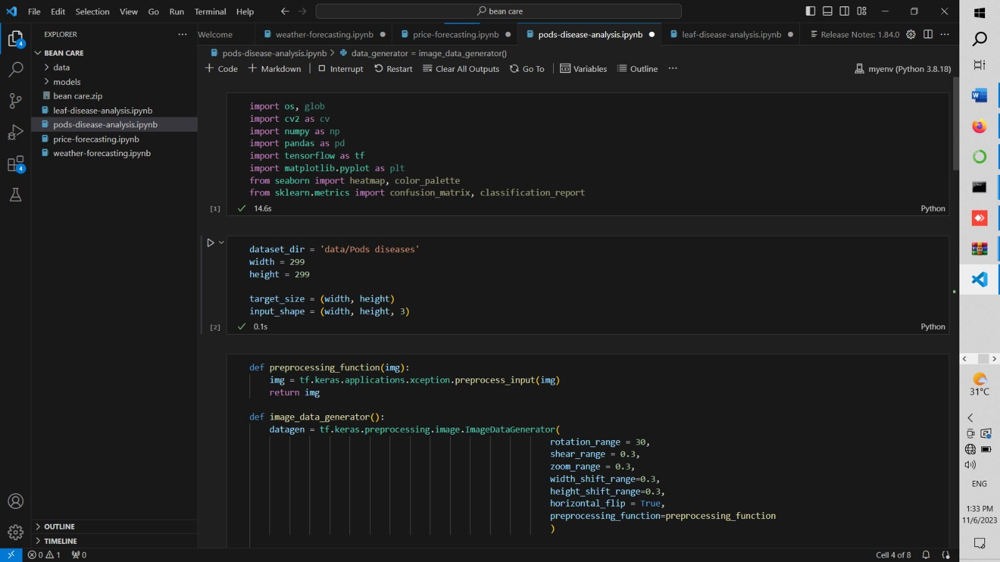 File Edit Selection View Go Run Terminal Help
bean care
EXPLORER
Welcome
weather-forecasting.ipynb
price-forecasting.ipynb
pods-disease-analysis.ipynb
leaf-disease-analysis.ipynb
Release Notes: 1.84.0
4
BEAN CARE
data
models
bean care.zip
leaf-disease-analysis.ipynb
pods-disease-analysis.ipynb
price-forecasting.ipynb
weather-forecasting.ipynb
4
OUTLINE
TIMELINE
pods-disease-analysis.ipynb > data_generator = image_data_generator()
+ Code + Markdown | Interrupt Restart Clear All Outputs Go To | Variables Outline ···
myenv (Python 3.8.18)
import os, glob
import cv2 as cv
import numpy as np
import pandas as pd
import tensorflow as tf
import matplotlib.pyplot as plt
from seaborn import heatmap, color_palette
from sklearn.metrics import confusion_matrix, classification_report
[1] ✓ 14.6s Python
dataset_dir = 'data/Pods diseases'
width = 299
height = 299
target_size = (width, height)
input_shape = (width, height, 3)
[2] ✓ 0.1s Python
def preprocessing_function(img):
img = tf.keras.applications.xception.preprocess_input(img)
return img
def image_data_generator():
datagen = tf.keras.preprocessing.image.ImageDataGenerator(
rotation_range = 30,
shear_range = 0.3,
zoom_range = 0.3,
width_shift_range=0.3,
height_shift_range=0.3,
horizontal_flip = True,
preprocessing_function=preprocessing_function
)
0 1 0
Cell 4 of 8
31°C
ENG
1:33 PM
11/6/2023